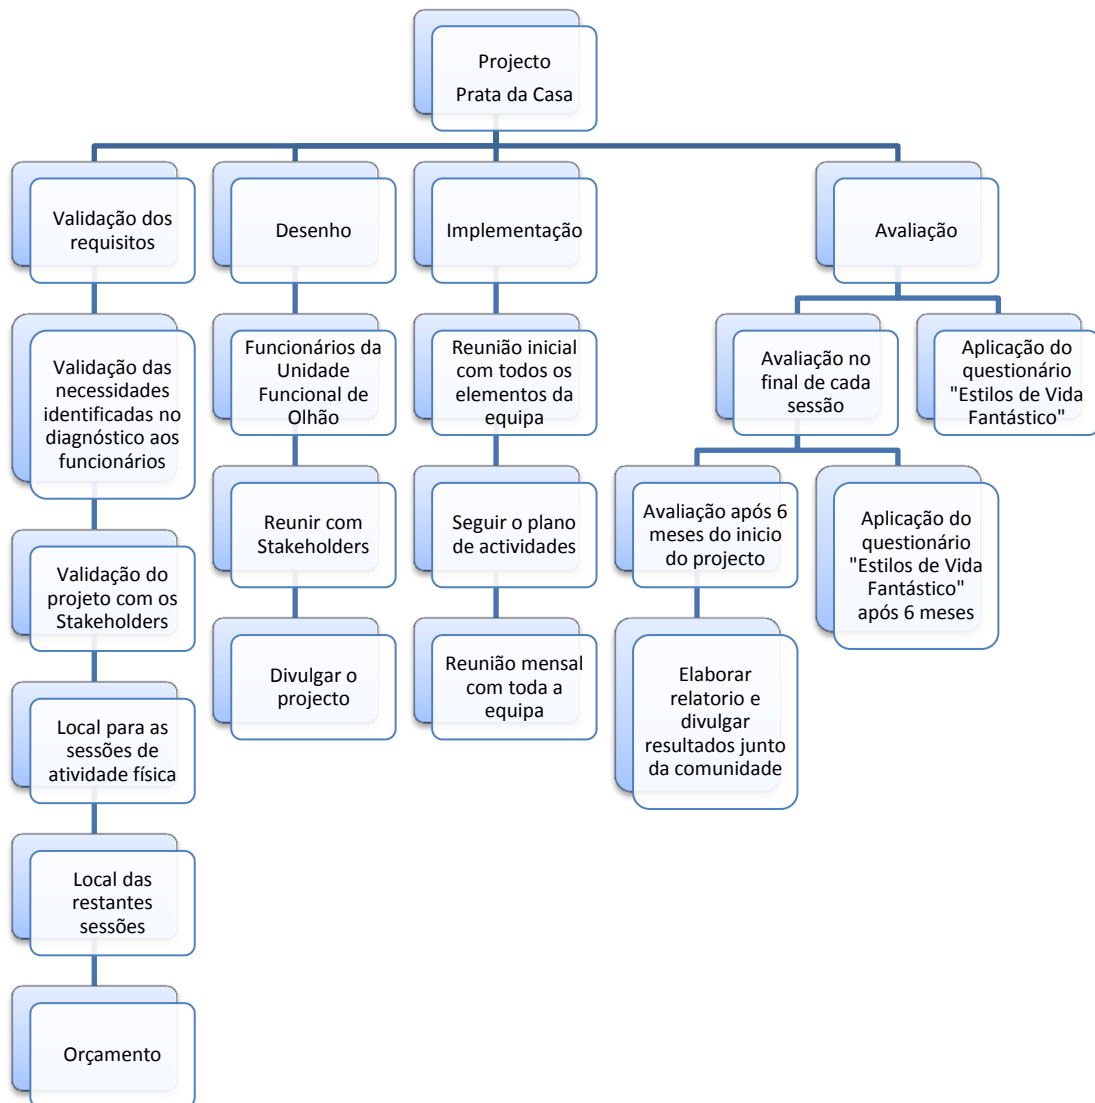 Projecto
Prata da Casa
Validação dos
requisitos
Desenho
Implementação
Avaliação
Validação das
necessidades
identificadas no
diagnóstico aos
funcionários
Funcionários da
Unidade
Funcional de
Olhão
Reunião inicial
com todos os
elementos da
equipa
Avaliação no
final de cada
sessão
Aplicação do
questionário
"Estilos de Vida
Fantástico"
Validação do
projeto com os
Stakeholders
Reunir com
Stakeholders
Seguir o plano
de actividades
Avaliação após 6
meses do inicio
do projecto
Aplicação do
questionário
"Estilos de Vida
Fantástico"
após 6 meses
Local para as
sessões de
atividade física
Divulgar o
projecto
Reunião mensal
com toda a
equipa
Elaborar
relatorio e
divulgar
resultados junto
da comunidade
Local das
restantes
sessões
Orçamento